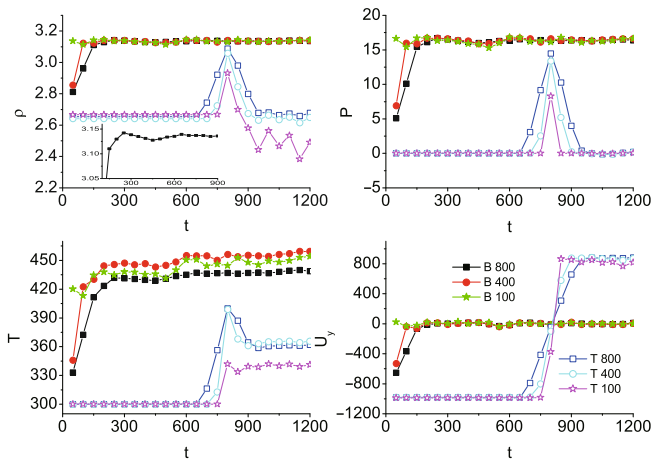 3.2
3.0
2.8
2.6
2.4
2.2
ρ
3.15
3.10
3.05
300 600 900
0 300 600 900 1200
t
20
15
10
5
0
-5
P
0 300 600 900 1200
t
450
420
390
360
330
300
T
0 300 600 900 1200
t
800
400
0
-400
-800
-1200
U_y
B 800
B 400
B 100
T 800
T 400
T 100
0 300 600 900 1200
t